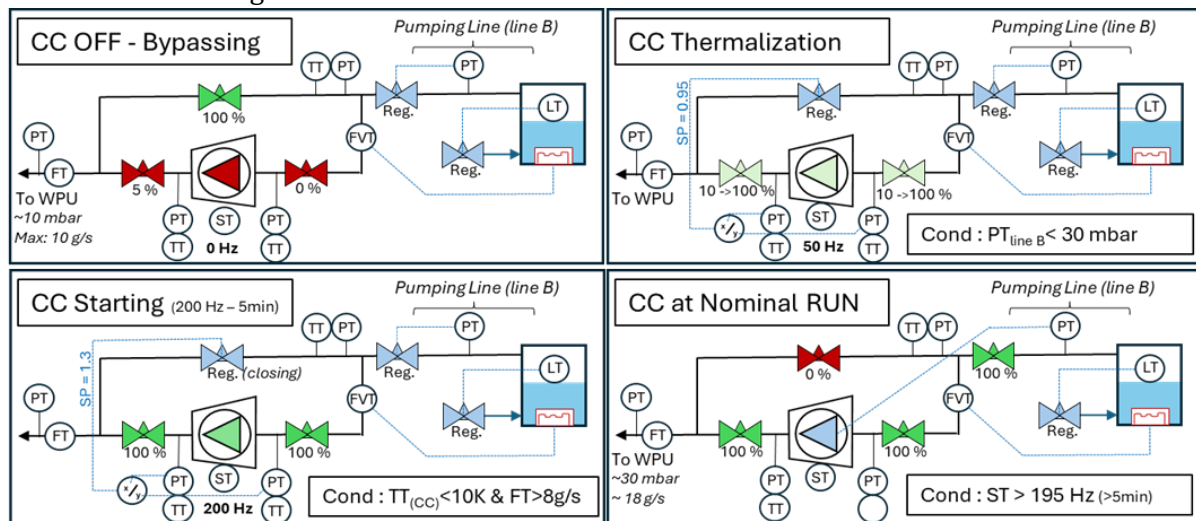 CC OFF - Bypassing
Pumping Line (line B)
TT PT PT
100 %
Reg.
LT
PT
FVT
FT
5 %
0 %
Reg.
To WPU
~10 mbar
Max: 10 g/s
PT ST PT
TT TT
0 Hz
CC Thermalization
Pumping Line (line B)
TT PT PT
SP = 0.95
Reg.
Reg.
LT
PT
FVT
FT
10 ->100 %
10 ->100 %
Reg.
To WPU
x/y PT ST PT
TT TT
50 Hz
Cond : PTline B< 30 mbar
CC Starting (200 Hz – 5min)
Pumping Line (line B)
TT PT PT
SP = 1.3
Reg. (closing)
Reg.
LT
PT
FVT
FT
100 %
100 %
Reg.
x/y PT ST PT
TT TT
200 Hz
Cond : TT(CC)<10K & FT>8g/s
CC at Nominal RUN
Pumping Line (line B)
TT PT PT
0 %
100 %
LT
PT
FVT
FT
100 %
100 %
Reg.
To WPU
~30 mbar
~ 18 g/s
PT ST PT
TT
Cond : ST > 195 Hz (>5min)